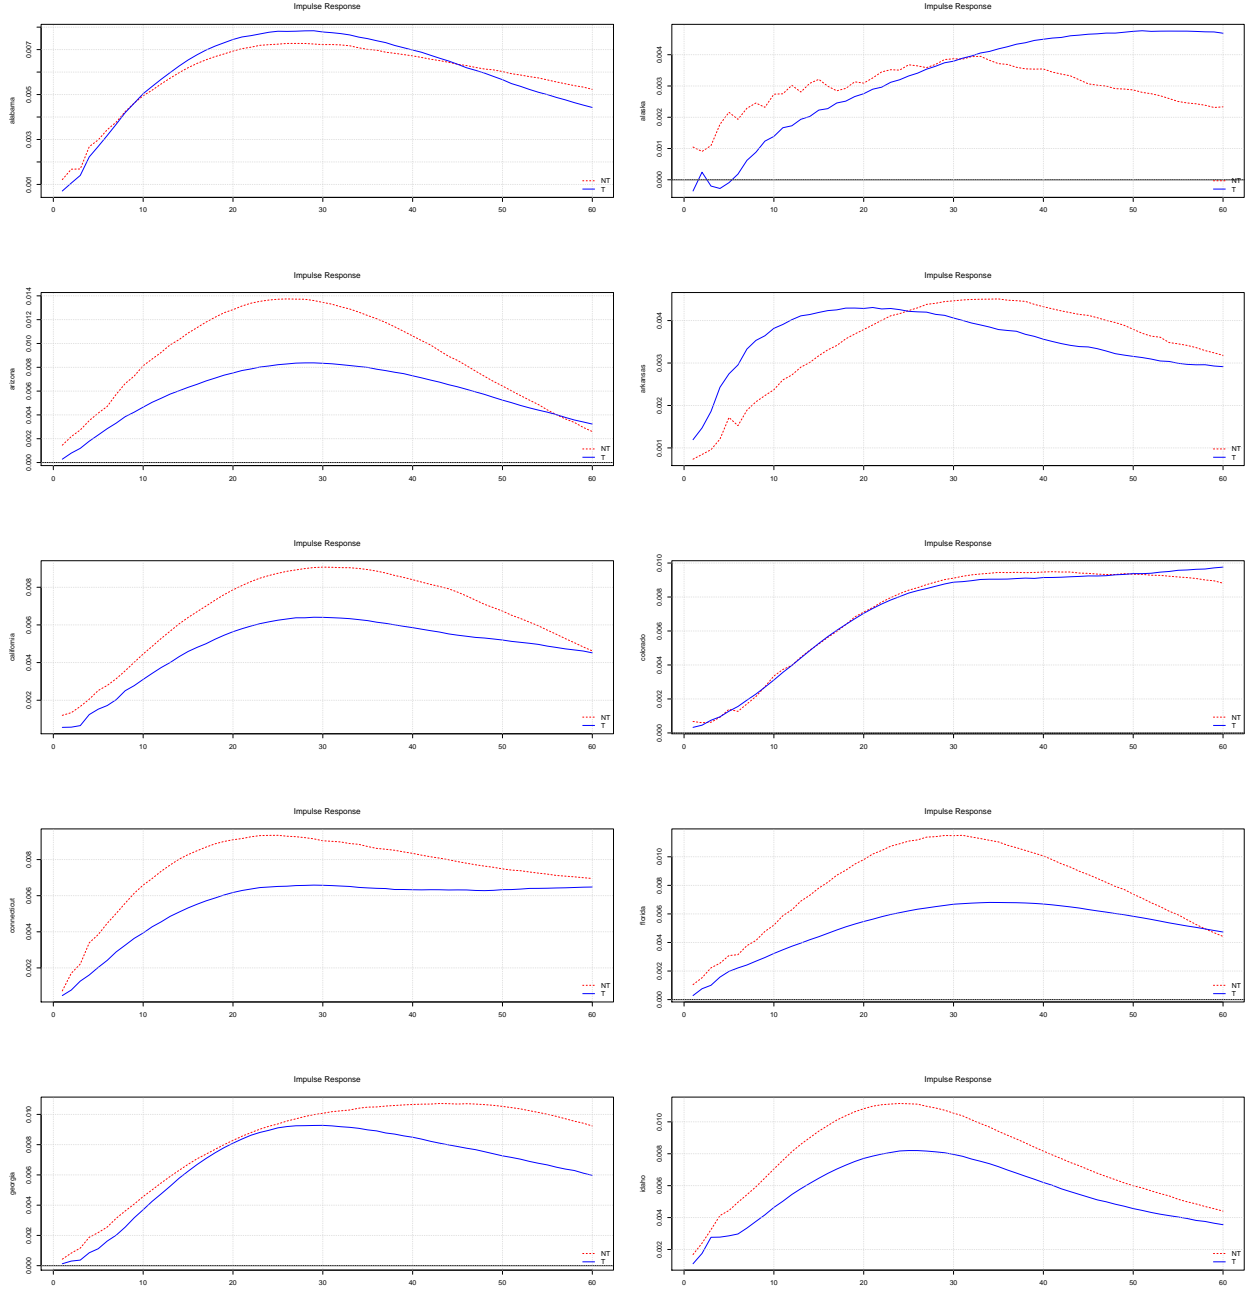 Impulse Response
alabama
0.001 0.003 0.005 0.007
NT
T
0 10 20 30 40 50 60
Impulse Response
alaska
0.000 0.001 0.002 0.003 0.004
NT
T
0 10 20 30 40 50 60
Impulse Response
arizona
0.000 0.002 0.004 0.006 0.008 0.010 0.012 0.014
NT
T
0 10 20 30 40 50 60
Impulse Response
arkansas
0.001 0.002 0.003 0.004
NT
T
0 10 20 30 40 50 60
Impulse Response
california
0.002 0.004 0.006 0.008
NT
T
0 10 20 30 40 50 60
Impulse Response
colorado
0.000 0.002 0.004 0.006 0.008 0.010
NT
T
0 10 20 30 40 50 60
Impulse Response
connecticut
0.002 0.004 0.006 0.008
NT
T
0 10 20 30 40 50 60
Impulse Response
florida
0.000 0.002 0.004 0.006 0.008 0.010
NT
T
0 10 20 30 40 50 60
Impulse Response
georgia
0.000 0.002 0.004 0.006 0.008 0.010
NT
T
0 10 20 30 40 50 60
Impulse Response
idaho
0.002 0.004 0.006 0.008 0.010
NT
T
0 10 20 30 40 50 60